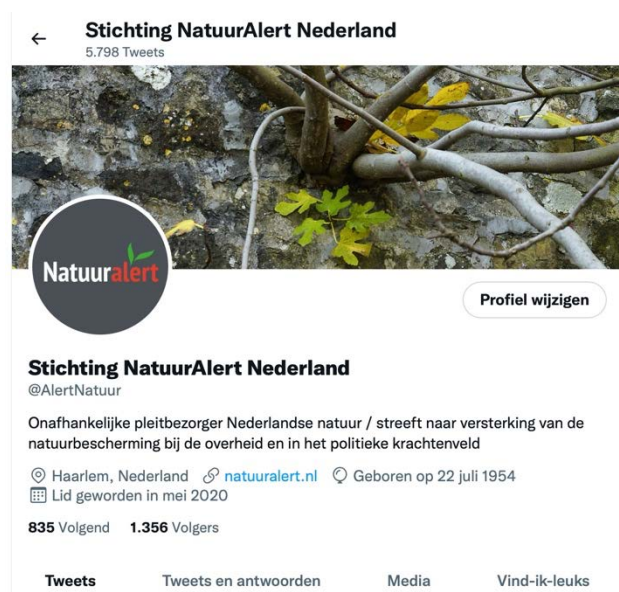 Stichting NatuurAlert Nederland
5.798 Tweets
Natuuralert
Profiel wijzigen
Stichting NatuurAlert Nederland
@AlertNatuur
Onafhankelijke pleitbezorger Nederlandse natuur / streeft naar versterking van de
natuurbescherming bij de overheid en in het politieke krachtenveld
Haarlem, Nederland natuuralert.nl Geboren op 22 juli 1954
Lid geworden in mei 2020
835 Volgend 1.356 Volgers
Tweets Tweets en antwoorden Media Vind-ik-leuks